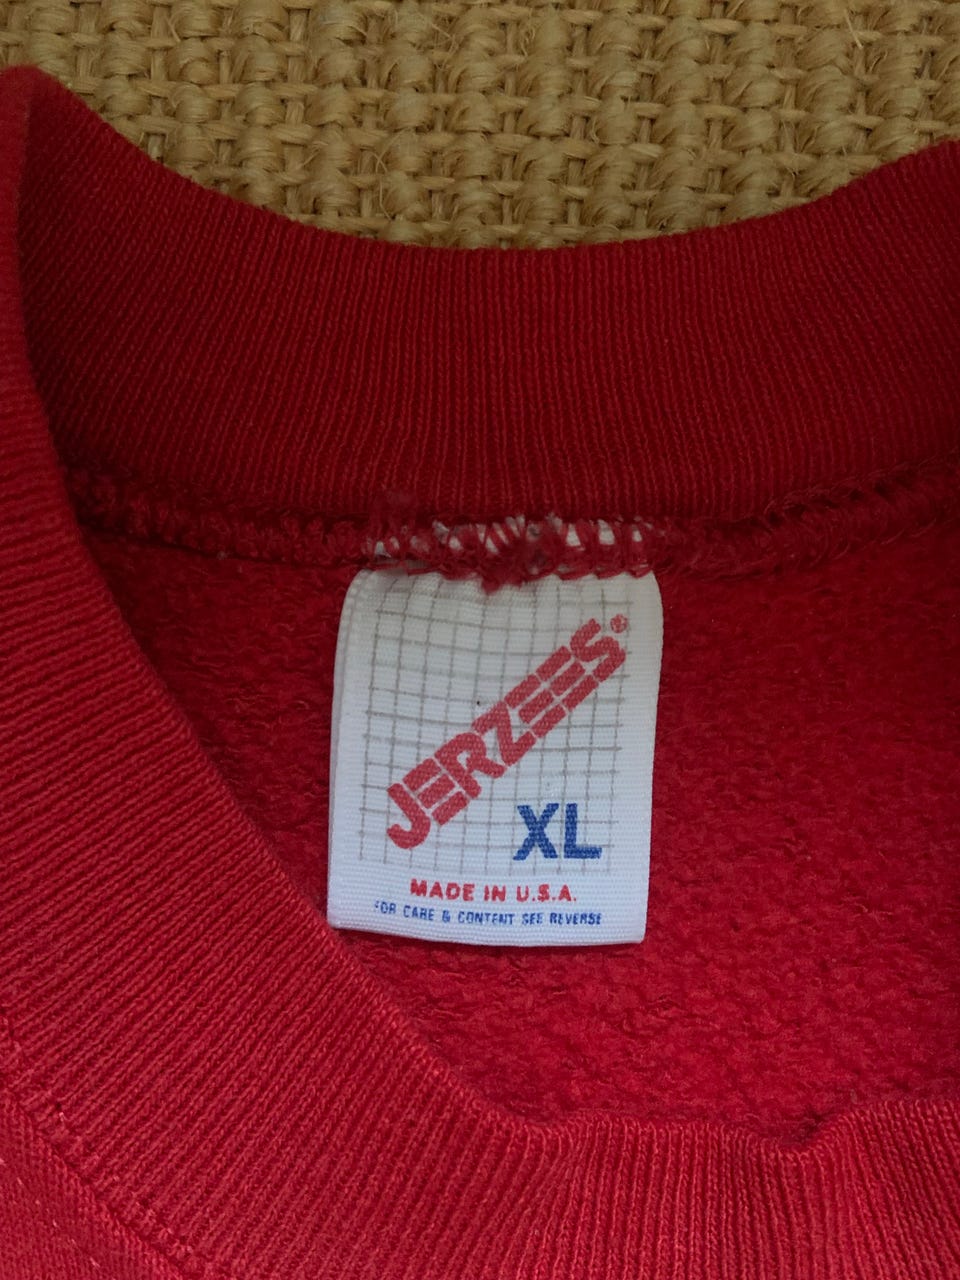 JERZEES®
XL
MADE IN U.S.A.
FOR CARE & CONTENT SEE REVERSE